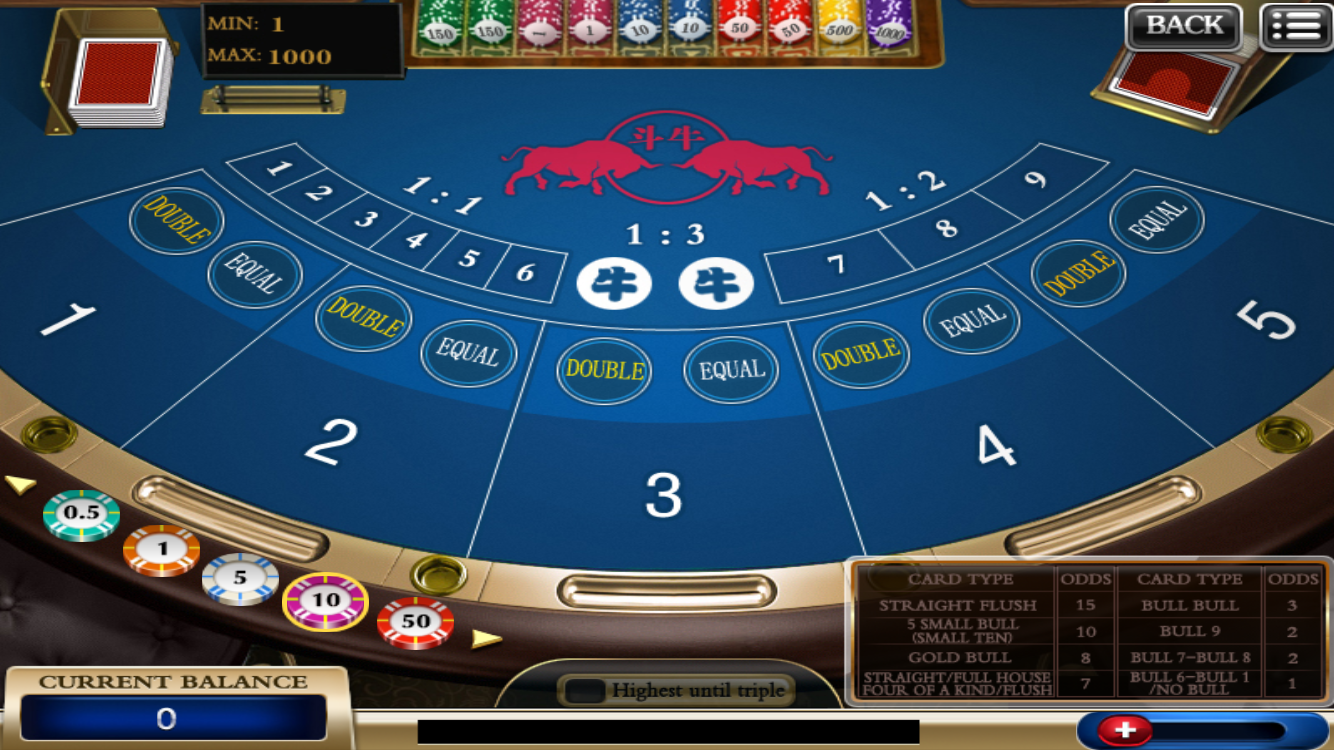 MIN: 1
MAX: 1000
150 150 1 1 10 10 50 50 500 1000
BACK
斗牛
1 2 3 4 5 6
1 : 1
1 : 3
1 : 2
牛 牛
7 8 9
DOUBLE EQUAL
DOUBLE EQUAL
DOUBLE EQUAL
DOUBLE EQUAL
DOUBLE EQUAL
1
2
3
4
5
0.5
1
5
10
50
CARD TYPE ODDS CARD TYPE ODDS
STRAIGHT FLUSH 15 BULL BULL 3
5 SMALL BULL
(SMALL TEN) 10 BULL 9 2
GOLD BULL 8 BULL 7-BULL 8 2
STRAIGHT/FULL HOUSE
FOUR OF A KIND/FLUSH 7 BULL 6-BULL 1
/NO BULL 1
CURRENT BALANCE
0
Highest until triple